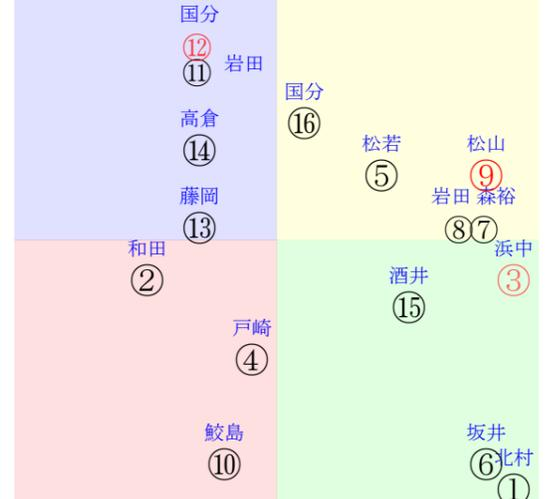 国分
⑫
⑪ 岩田
国分
⑯
高倉
⑭
松若
⑤
松山
⑨
藤岡
⑬
岩田 森裕
⑧⑦
和田
②
浜中
③
酒井
⑮
戸崎
④
鮫島
⑩
坂井
⑥
北村
①